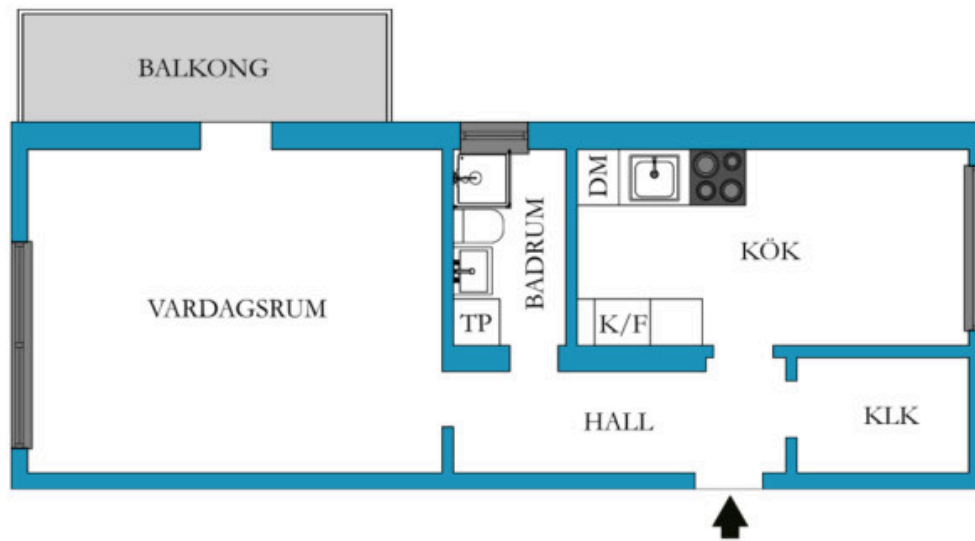 BALKONG
DM
BADRUM
KÖK
VARDAGSRUM
TP
K/F
HALL
KLK